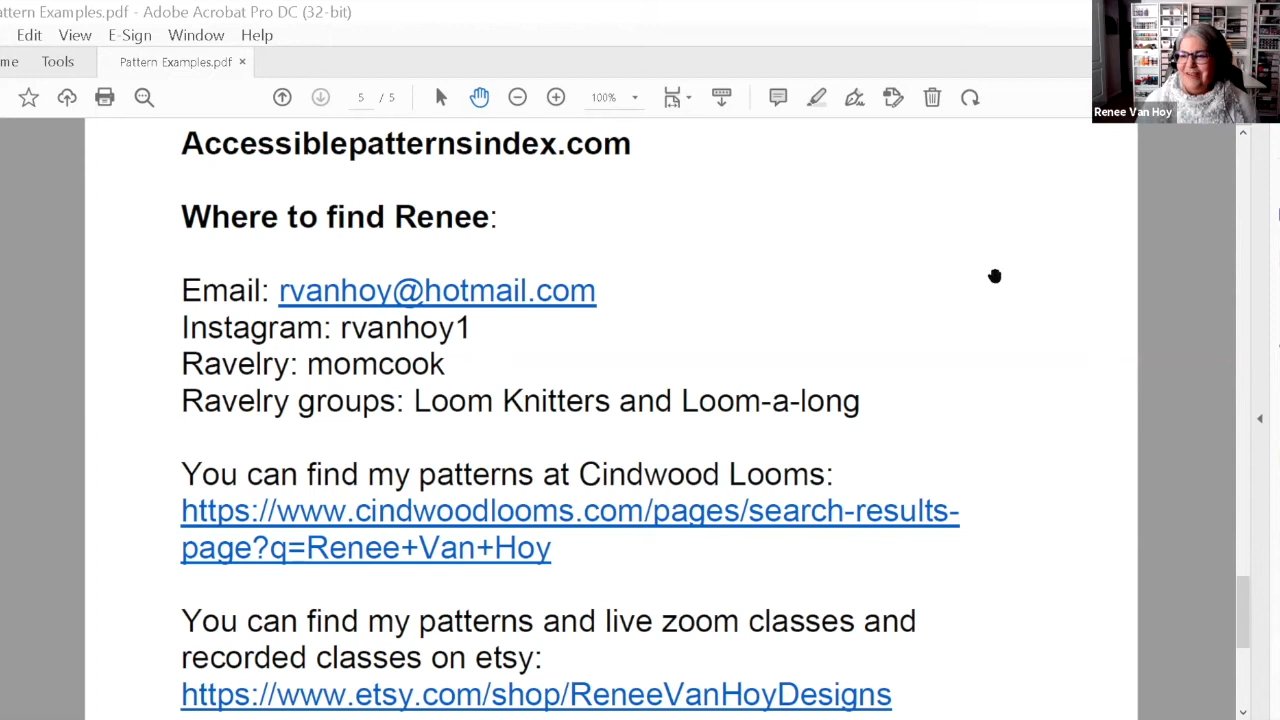 attern Examples.pdf - Adobe Acrobat Pro DC (32-bit)
Edit View E-Sign Window Help
me Tools Pattern Examples.pdf ×
5 / 5 100%
Renee Van Hoy
Accessiblepatternsindex.com
Where to find Renee:
Email: rvanhoy@hotmail.com
Instagram: rvanhoy1
Ravelry: momcook
Ravelry groups: Loom Knitters and Loom-a-long
You can find my patterns at Cindwood Looms:
https://www.cindwoodlooms.com/pages/search-results-
page?q=Renee+Van+Hoy
You can find my patterns and live zoom classes and
recorded classes on etsy:
https://www.etsy.com/shop/ReneeVanHoyDesigns